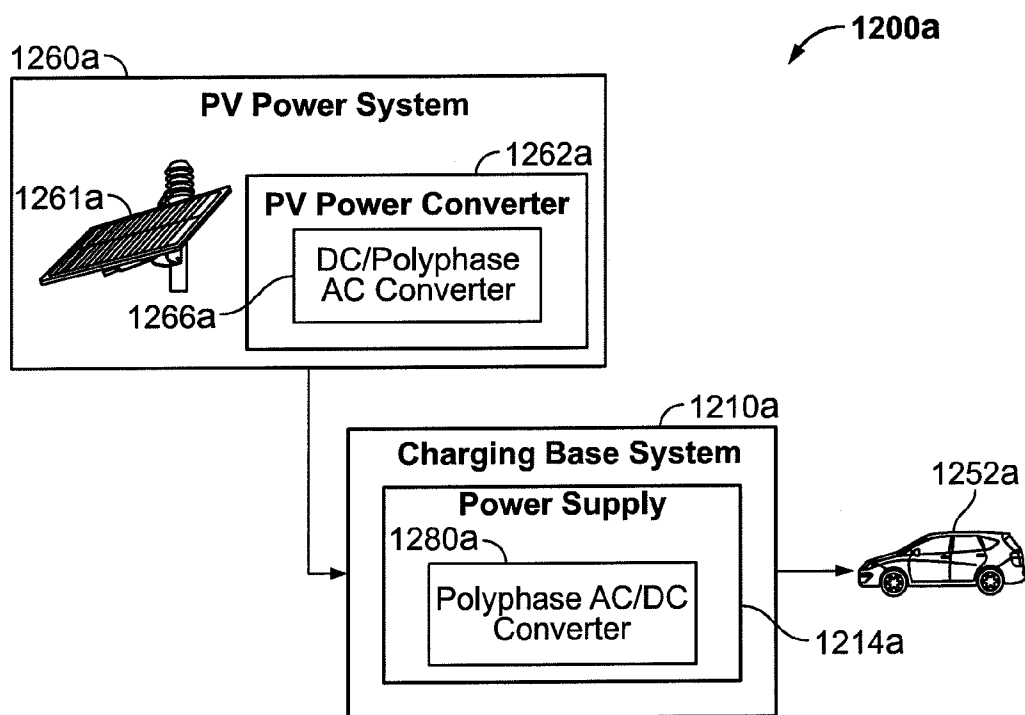 1200a
1260a
PV Power System
1262a
1261a
PV Power Converter
DC/Polyphase
AC Converter
1266a
1210a
Charging Base System
1252a
Power Supply
1280a
Polyphase AC/DC
Converter
1214a